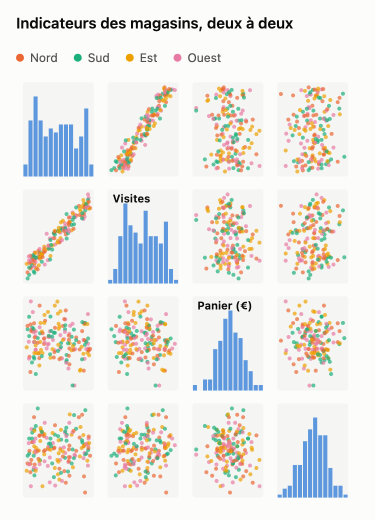 Indicateurs des magasins, deux à deux
Nord Sud Est Ouest
Visites
Panier (€)